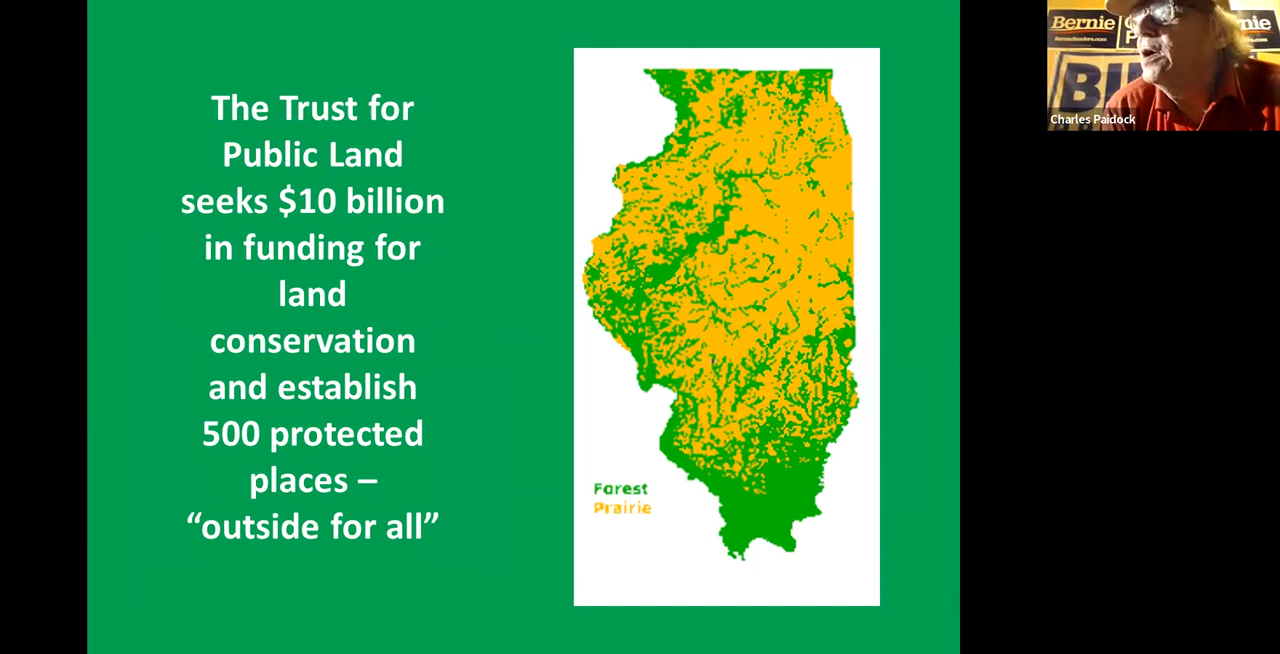 The Trust for
Public Land
seeks $10 billion
in funding for
land
conservation
and establish
500 protected
places –
“outside for all”
Forest
Prairie
Bernie
Charles Paidock